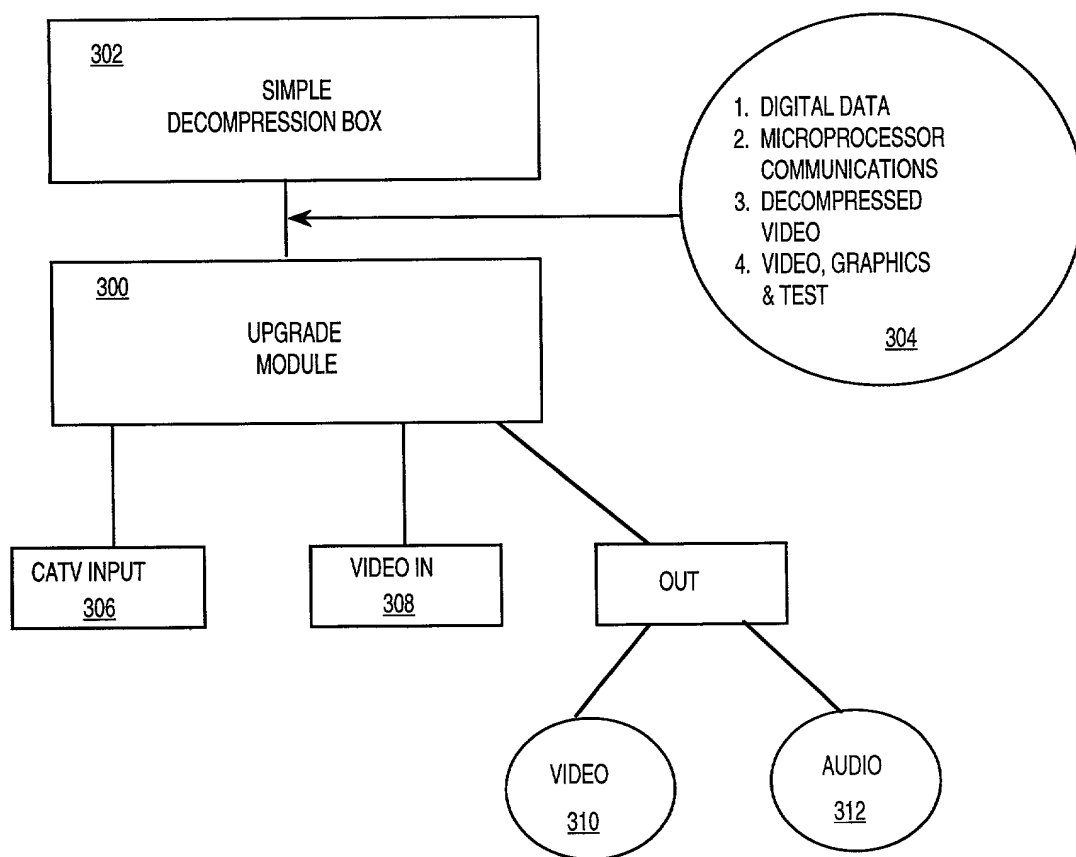 302
SIMPLE
DECOMPRESSION BOX
1. DIGITAL DATA
2. MICROPROCESSOR
COMMUNICATIONS
3. DECOMPRESSED
VIDEO
4. VIDEO, GRAPHICS
& TEST
304
300
UPGRADE
MODULE
CATV INPUT
306
VIDEO IN
308
OUT
VIDEO
310
AUDIO
312